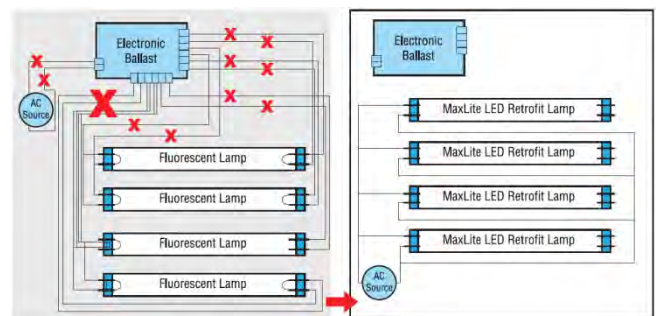 Electronic
Ballast
AC
Source
Fluorescent Lamp
Fluorescent Lamp
Fluorescent Lamp
Fluorescent Lamp
Electronic
Ballast
MaxLite LED Retrofit Lamp
MaxLite LED Retrofit Lamp
MaxLite LED Retrofit Lamp
MaxLite LED Retrofit Lamp
AC
Source